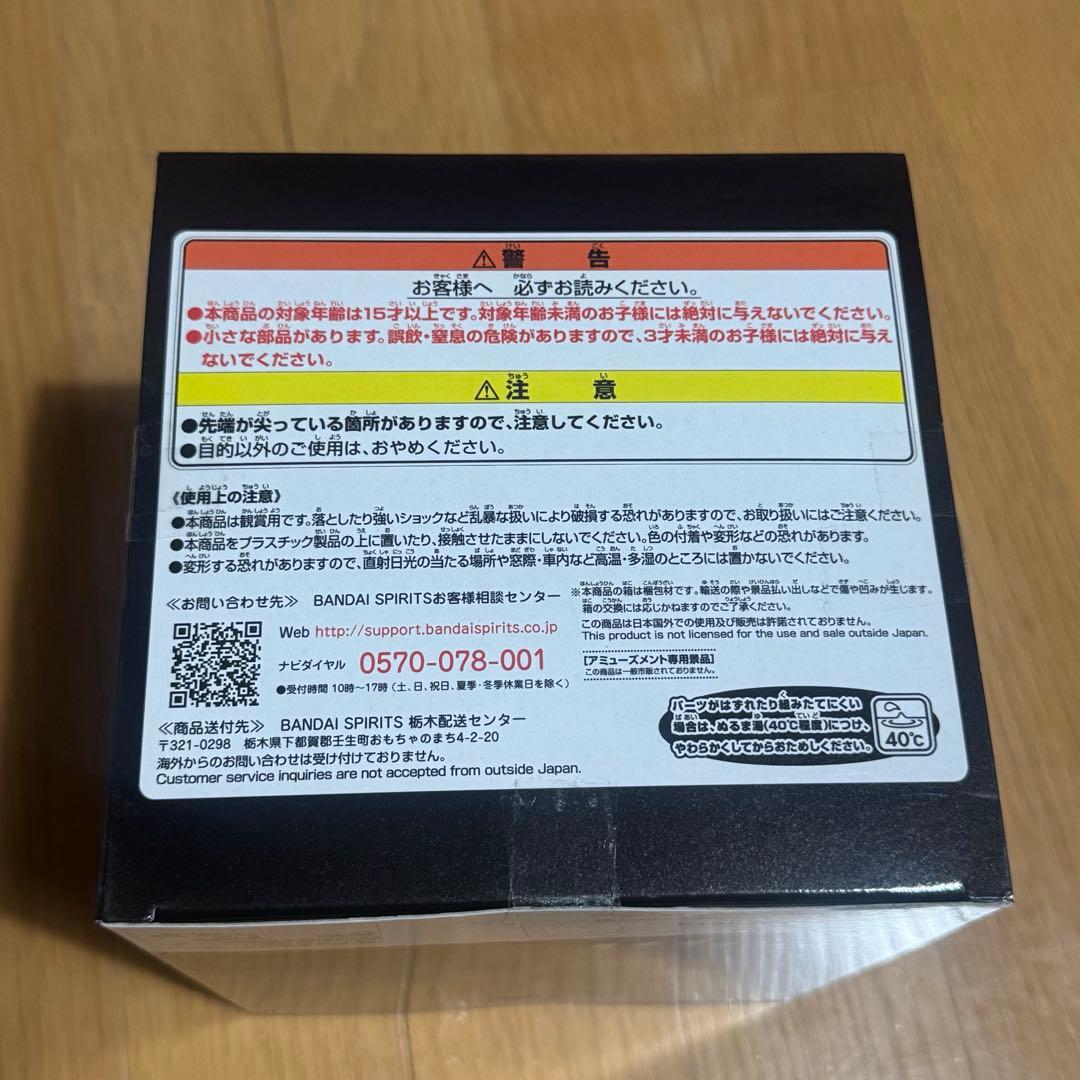 ⚠警告
お客様へ 必ずお読みください。
●本商品の対象年齢は15才以上です。対象年齢未満のお子様には絶対に与えないでください。
●小さな部品があります。誤飲・窒息の危険がありますので、3才未満のお子様には絶対に与え
ないでください。
⚠注意
●先端が尖っている箇所がありますので、注意してください。
●目的以外のご使用は、おやめください。
《使用上の注意》
●本商品は観賞用です。落としたり強いショックなど乱暴な扱いにより破損する恐れがありますので、お取り扱いにはご注意ください。
●本商品をプラスチック製品の上に置いたり、接触させたままにしないでください。色の付着や変形などの恐れがあります。
●変形する恐れがありますので、直射日光の当たる場所や窓際・車内など高温・多湿のところには置かないでください。
≪お問い合わせ先≫ BANDAI SPIRITSお客様相談センター
Web http://support.bandaispirits.co.jp
ナビダイヤル 0570-078-001
●受付時間 10時~17時(土、日、祝日、夏季・冬季休業日を除く)
≪商品送付先≫ BANDAI SPIRITS 栃木配送センター
〒321-0298 栃木県下都賀郡壬生町おもちゃのまち4-2-20
海外からのお問い合わせは受け付けておりません。
Customer service inquiries are not accepted from outside Japan.
※本商品の箱は梱包材です。輸送の際や景品払い出しなどで傷や凹みが生じます。
箱の交換には応じかねますのでご了承ください。
この商品は日本国外での使用及び販売は許諾されておりません。
This product is not licensed for the use and sale outside Japan.
[アミューズメント専用景品]
この商品は一般市販されておりません。
パーツがはずれたり組みたてにくい
場合は、ぬるま湯(40℃程度)につけ、
やわらかくしてからおためしください。
40℃